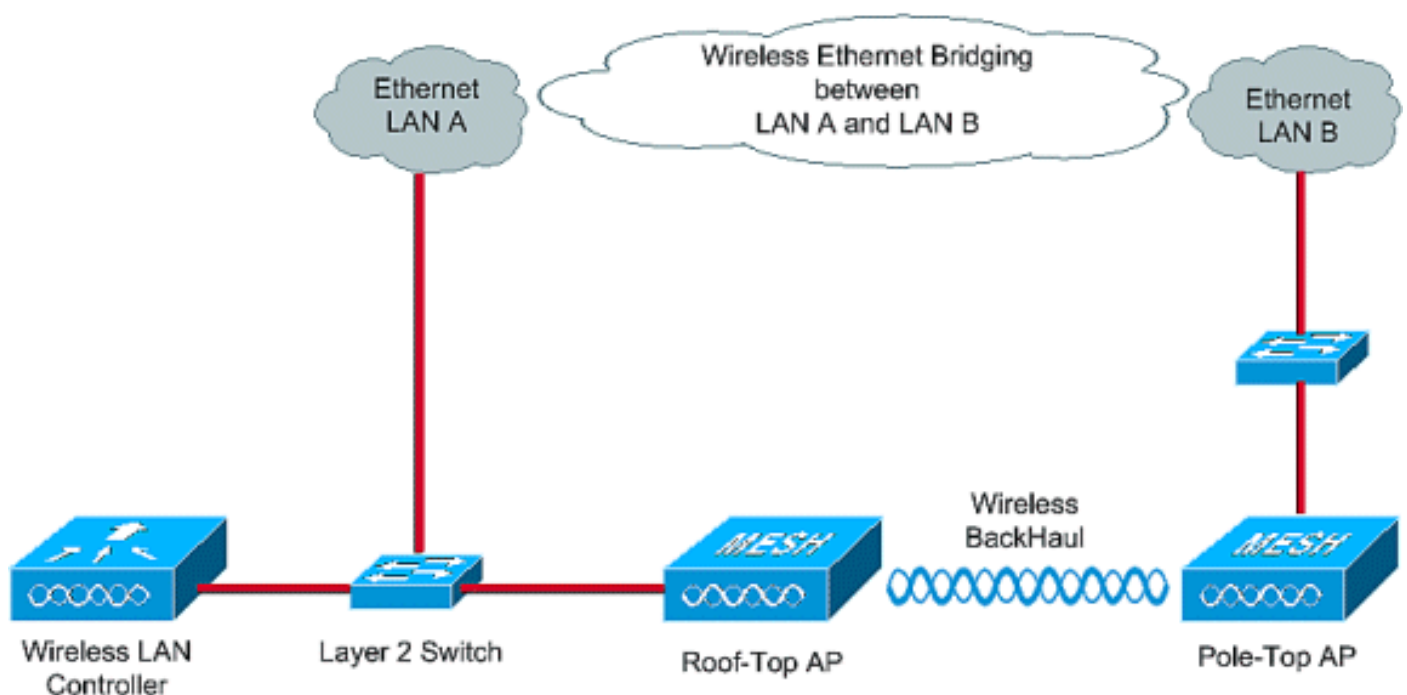 Ethernet
LAN A
Wireless Ethernet Bridging
between
LAN A and LAN B
Ethernet
LAN B
Wireless
BackHaul
MESH
MESH
Wireless LAN
Controller
Layer 2 Switch
Roof-Top AP
Pole-Top AP